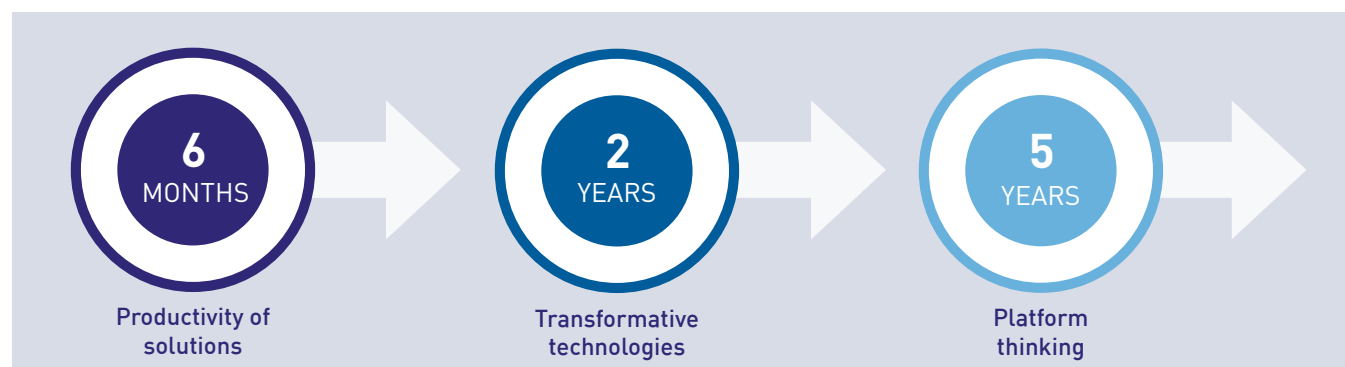 6
MONTHS
Productivity of
solutions
2
YEARS
Transformative
technologies
5
YEARS
Platform
thinking